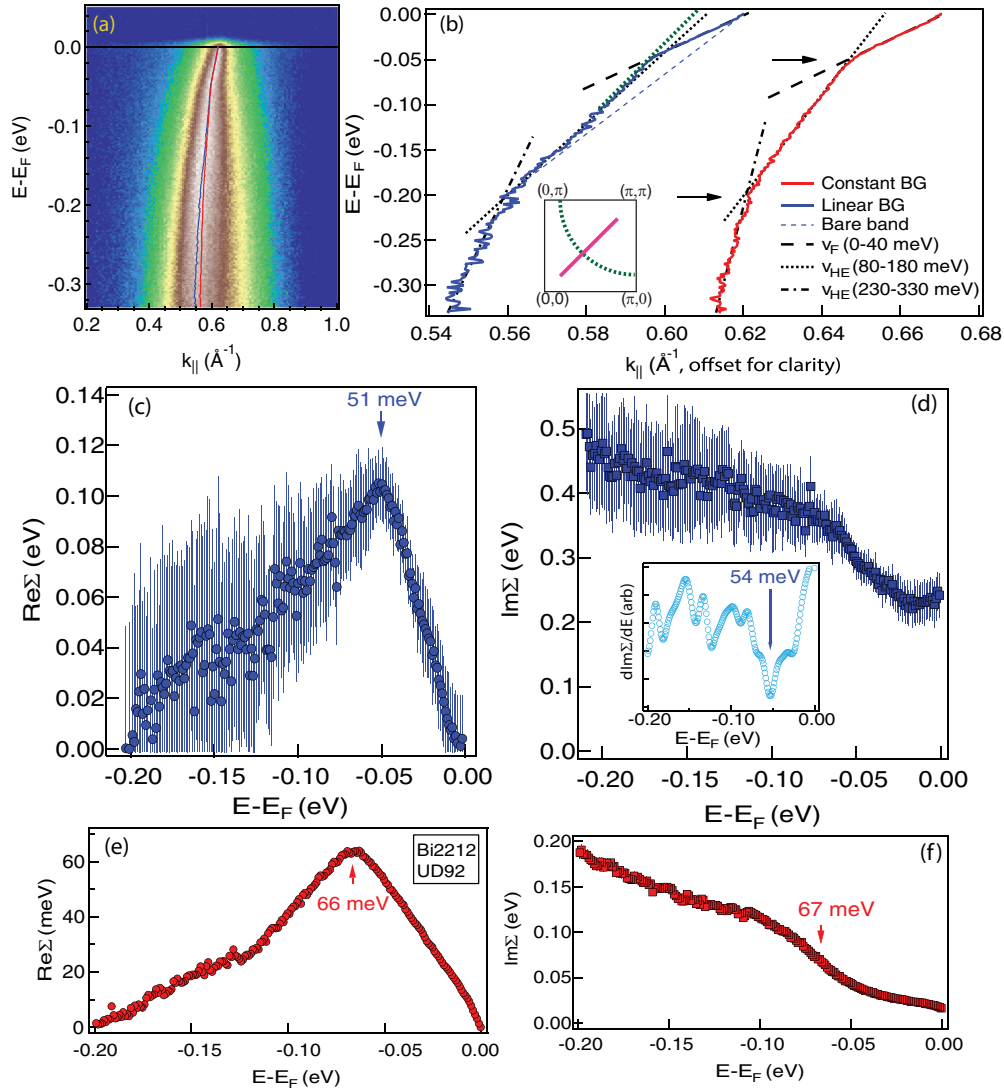 (a)
E-E_F (eV)
0.0
-0.1
-0.2
-0.3
0.2 0.4 0.6 0.8 1.0
k_|| (Å^-1)
(b)
E-E_F (eV)
0.00
-0.05
-0.10
-0.15
-0.20
-0.25
-0.30
(0,π) (π,π)
(0,0) (π,0)
Constant BG
Linear BG
Bare band
v_F (0-40 meV)
v_HE (80-180 meV)
v_HE (230-330 meV)
0.54 0.56 0.58 0.60 0.62 0.64 0.66 0.68
k_|| (Å^-1, offset for clarity)
(c)
51 meV
ReΣ (eV)
0.14
0.12
0.10
0.08
0.06
0.04
0.02
0.00
-0.20 -0.15 -0.10 -0.05 0.00
E-E_F (eV)
(d)
ImΣ (eV)
0.5
0.4
0.3
0.2
0.1
0.0
54 meV
dImΣ/dE (arb)
-0.20 -0.10 0.00
E-E_F (eV)
-0.20 -0.15 -0.10 -0.05 0.00
E-E_F (eV)
(e)
Bi2212
UD92
66 meV
ReΣ (meV)
60
40
20
0
-0.20 -0.15 -0.10 -0.05 0.00
E-E_F (eV)
(f)
67 meV
ImΣ (eV)
0.20
0.15
0.10
0.05
0.00
-0.20 -0.15 -0.10 -0.05 0.00
E-E_F (eV)